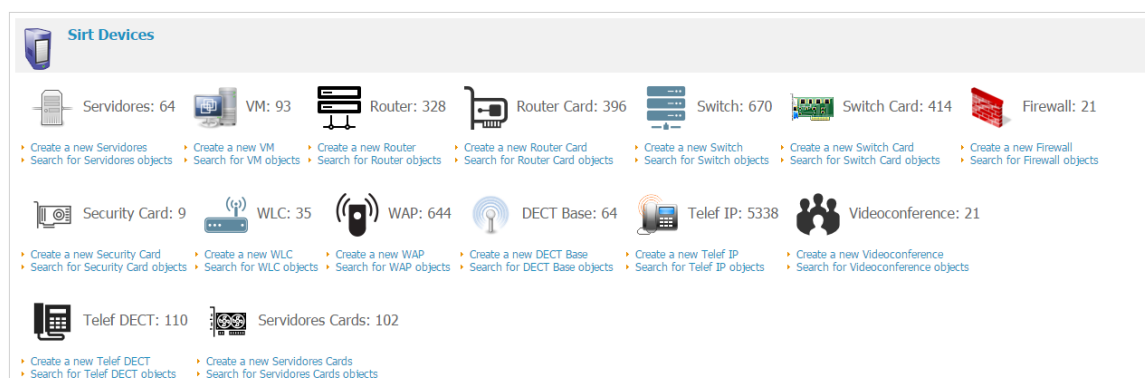 Sirt Devices
Servidores: 64 VM: 93 Router: 328 Router Card: 396 Switch: 670 Switch Card: 414 Firewall: 21
Create a new Servidores Create a new VM Create a new Router Create a new Router Card Create a new Switch Create a new Switch Card Create a new Firewall
Search for Servidores objects Search for VM objects Search for Router objects Search for Router Card objects Search for Switch objects Search for Switch Card objects Search for Firewall objects
Security Card: 9 WLC: 35 WAP: 644 DECT Base: 64 Telef IP: 5338 Videoconference: 21
Create a new Security Card Create a new WLC Create a new WAP Create a new DECT Base Create a new Telef IP Create a new Videoconference
Search for Security Card objects Search for WLC objects Search for WAP objects Search for DECT Base objects Search for Telef IP objects Search for Videoconference objects
Telef DECT: 110 Servidores Cards: 102
Create a new Telef DECT Create a new Servidores Cards
Search for Telef DECT objects Search for Servidores Cards objects